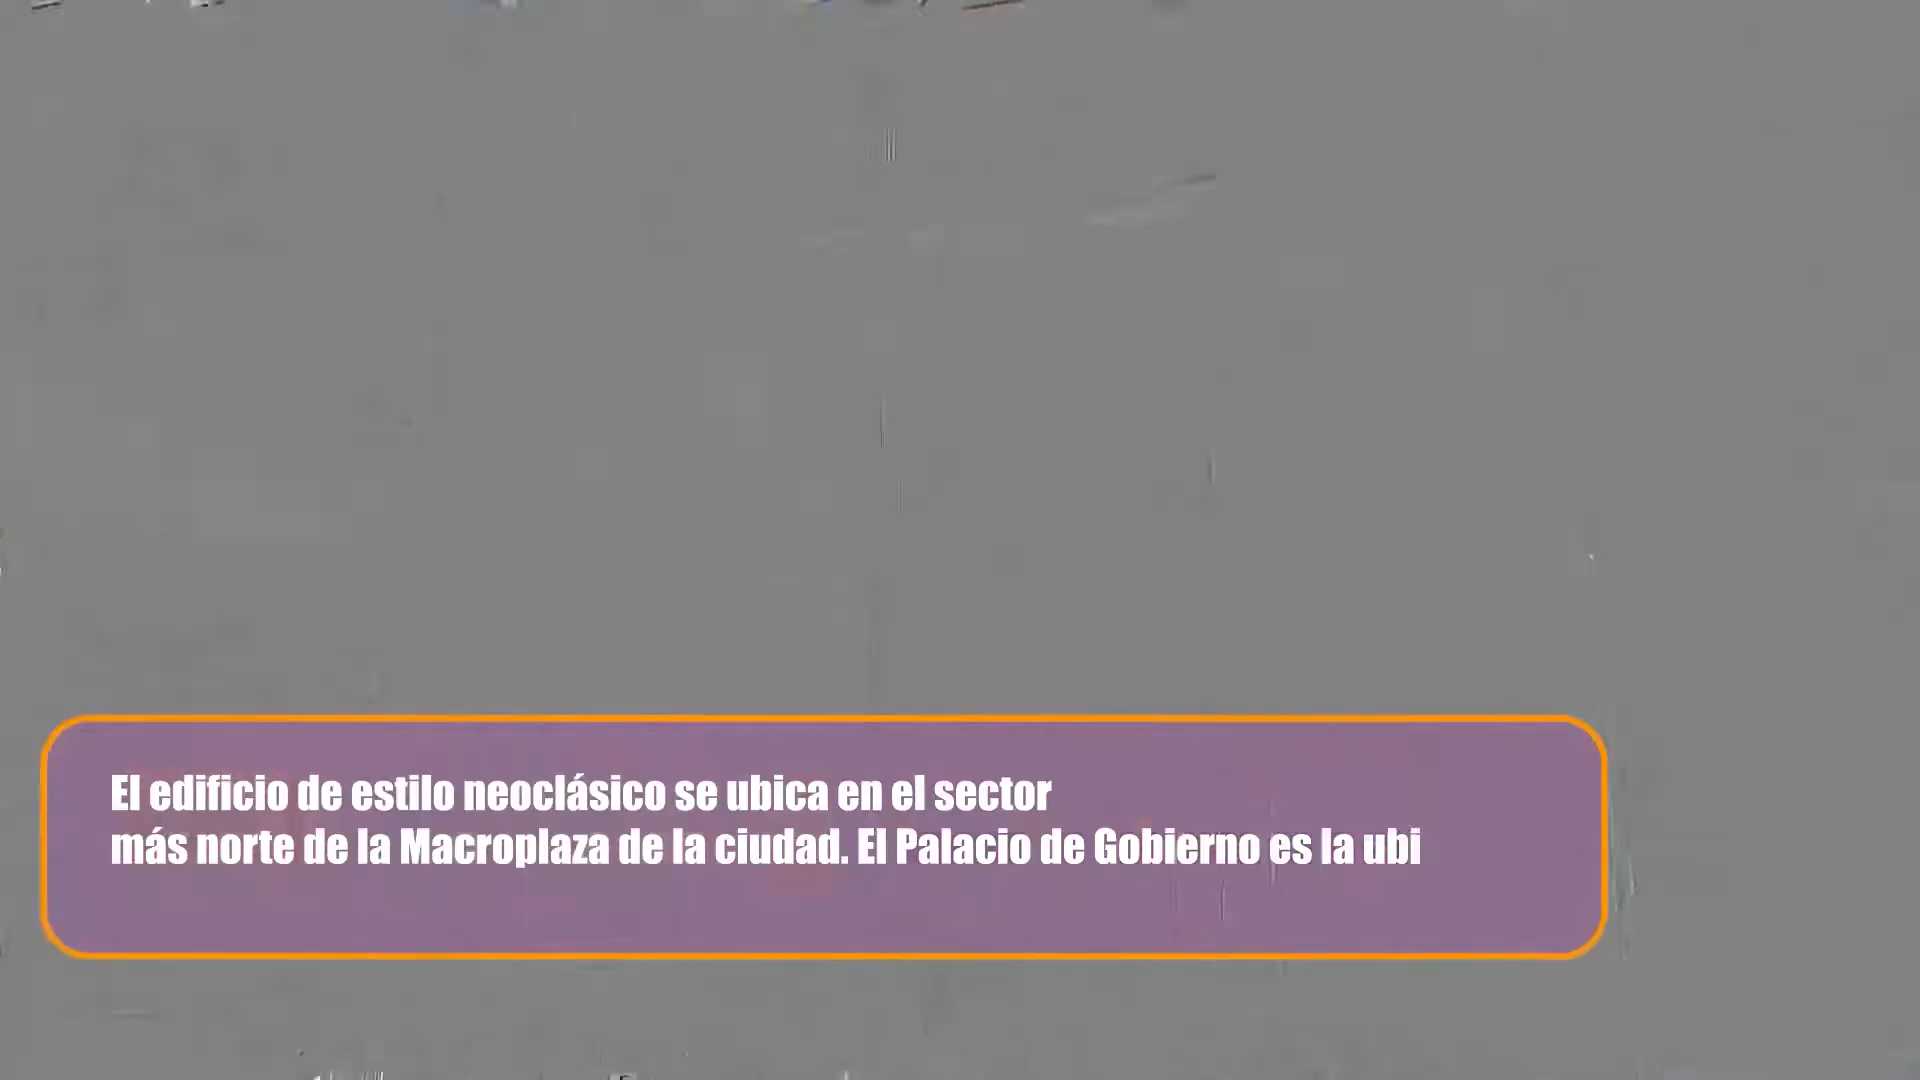 El edificio de estilo neoclásico se ubica en el sector
más norte de la Macroplaza de la ciudad. El Palacio de Gobierno es la ubi